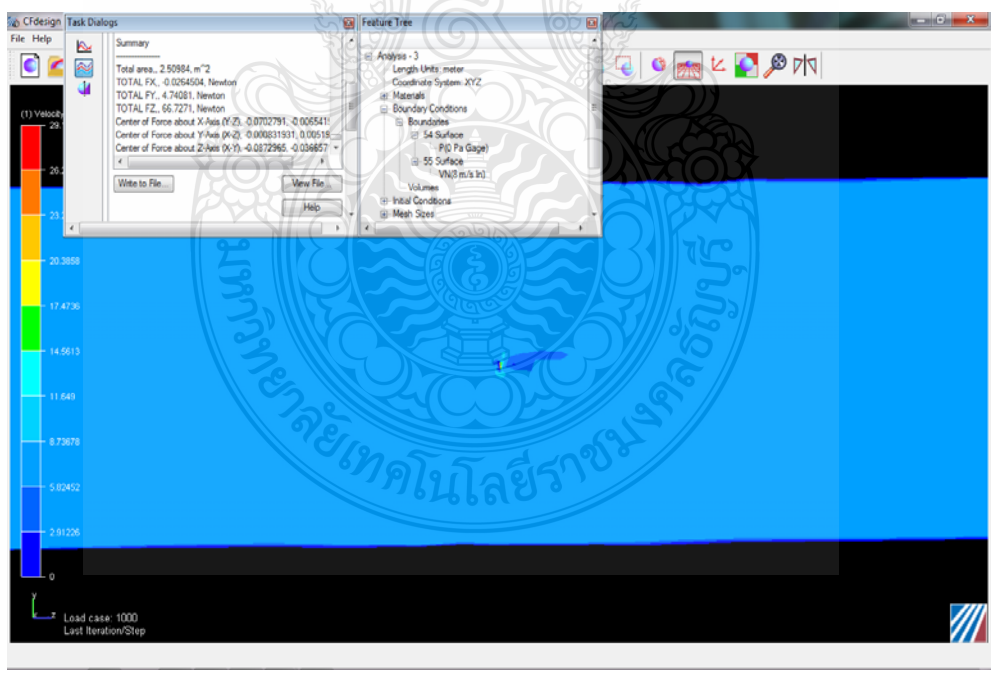 CFdesign
Task Dialogs
Feature Tree
File Help
Summary
Total area,, 2.50984, m^2
TOTAL FX,, -0.0264504, Newton
TOTAL FY,, 4.74081, Newton
TOTAL FZ,, 66.7271, Newton
Center of Force about X-Axis (Y-Z), -0.0702791, -0.006541
Center of Force about Y-Axis (X-Z), -0.000831931, 0.00519
Center of Force about Z-Axis (X-Y), -0.0872965, -0.036657
Write to File...
View File...
Help
Analysis - 3
Length Units: meter
Coordinate System: XYZ
Materials
Boundary Conditions
Boundaries
54 Surface
P(0 Pa Gage)
55 Surface
VN(8 m/s In)
Volumes
Initial Conditions
Mesh Sizes
(1) Velocity
29.
26.2
23.2
20.3858
17.4736
14.5613
11.649
8.73678
5.82452
2.91226
0
y
z
Load case: 1000
Last Iteration/Step
มหาวิทยาลัยเทคโนโลยีราชมงคลธัญบุรี